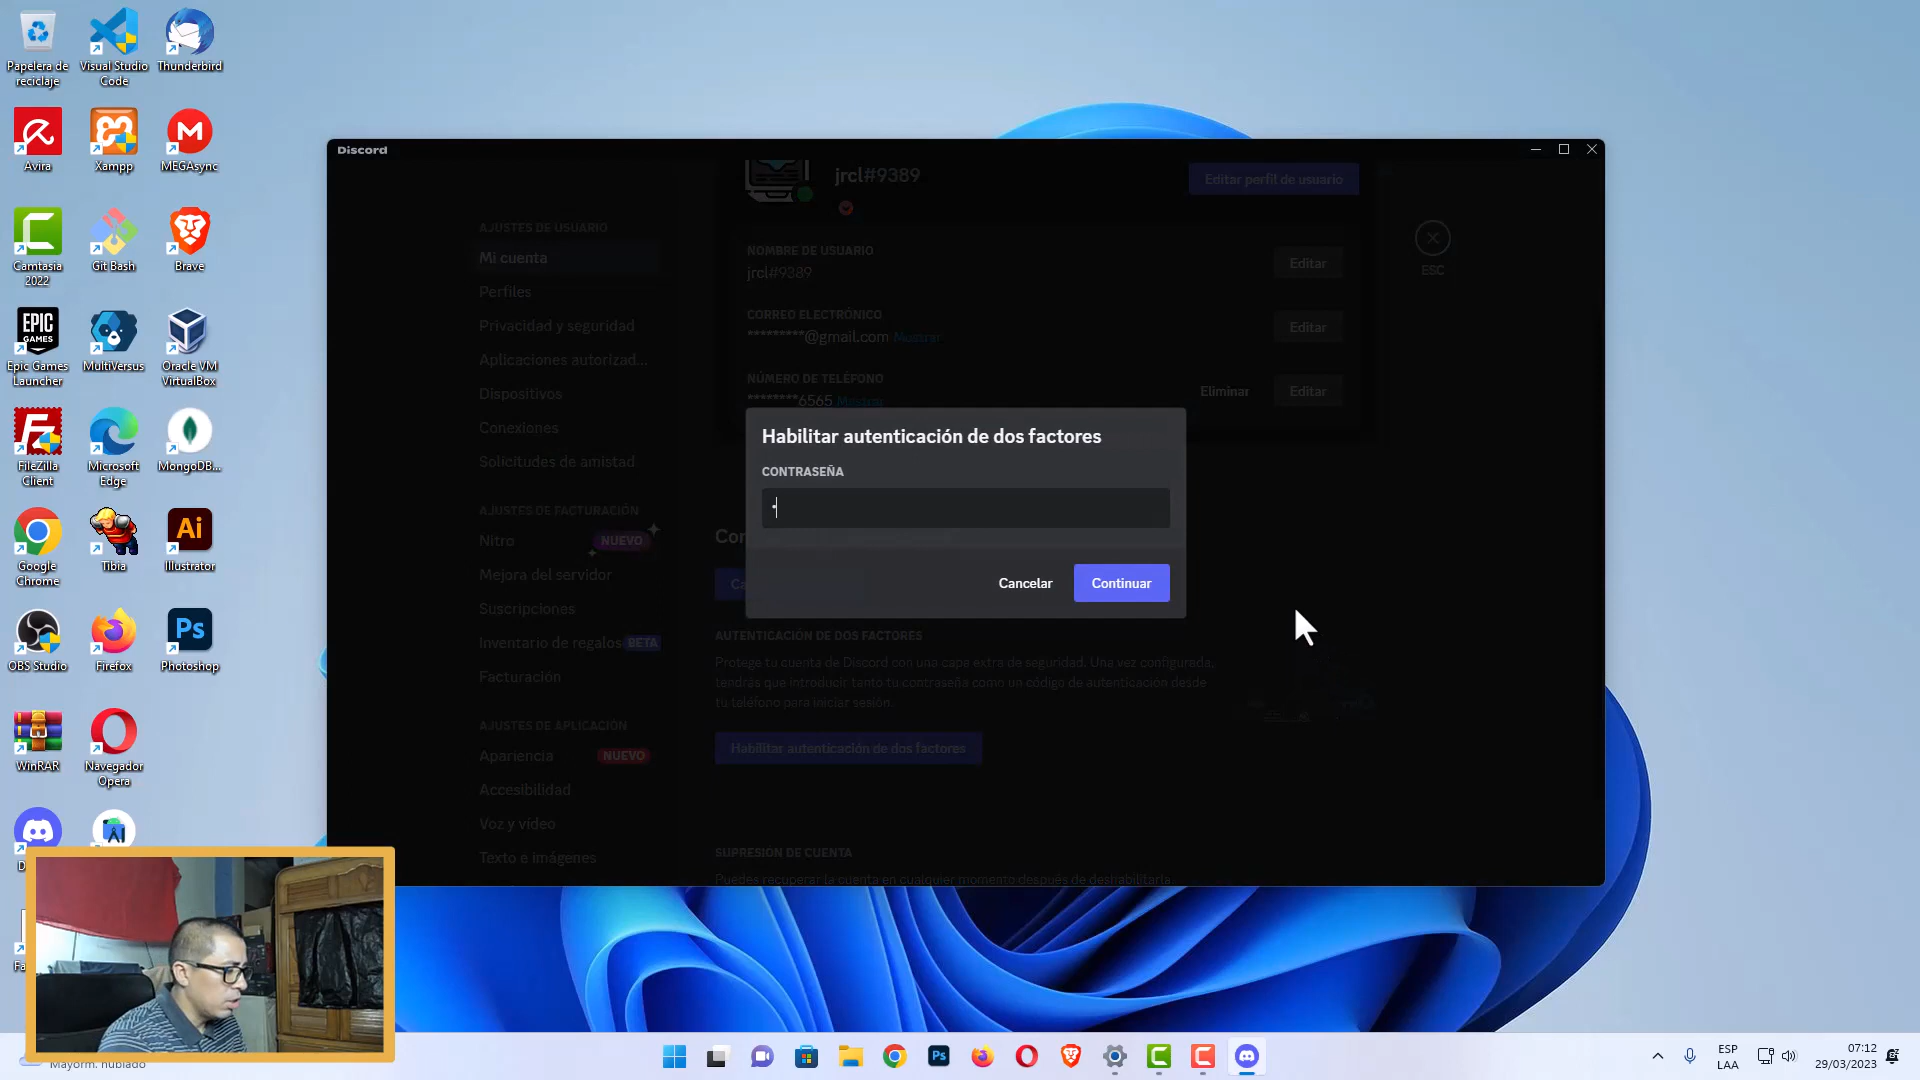 Papelera de
reciclaje
Visual Studio
Code
Thunderbird
Avira
Xampp
MEGAsync
Camtasia
2022
Git Bash
Brave
EPIC
GAMES
Epic Games
Launcher
MultiVersus
Oracle VM
VirtualBox
FileZilla
Client
Microsoft
Edge
MongoDB...
Google
Chrome
Tibia
Ai
Illustrator
OBS Studio
Firefox
Ps
Photoshop
WinRAR
Navegador
Opera
Discord
jrcl#9389
Editar perfil de usuario
AJUSTES DE USUARIO
Mi cuenta
Perfiles
Privacidad y seguridad
Aplicaciones autorizad...
Dispositivos
Conexiones
Solicitudes de amistad
AJUSTES DE FACTURACIÓN
Nitro
NUEVO
Mejora del servidor
Suscripciones
Inventario de regalos BETA
Facturación
AJUSTES DE APLICACIÓN
Apariencia
NUEVO
Accesibilidad
Voz y vídeo
Texto e imágenes
NOMBRE DE USUARIO
jrcl#9389
Editar
CORREO ELECTRÓNICO
*********@gmail.com Mostrar
Editar
NÚMERO DE TELÉFONO
********6565 Mostrar
Eliminar
Editar
ESC
Habilitar autenticación de dos factores
CONTRASEÑA
Cancelar
Continuar
AUTENTICACIÓN DE DOS FACTORES
Protege tu cuenta de Discord con una capa extra de seguridad. Una vez configurada,
tendrás que introducir tanto tu contraseña como un código de autenticación desde
tu teléfono para iniciar sesión.
Habilitar autenticación de dos factores
SUPRESIÓN DE CUENTA
Puedes recuperar la cuenta en cualquier momento después de deshabilitarla
Mayorm. nublado
Ps
ESP
LAA
07:12
29/03/2023